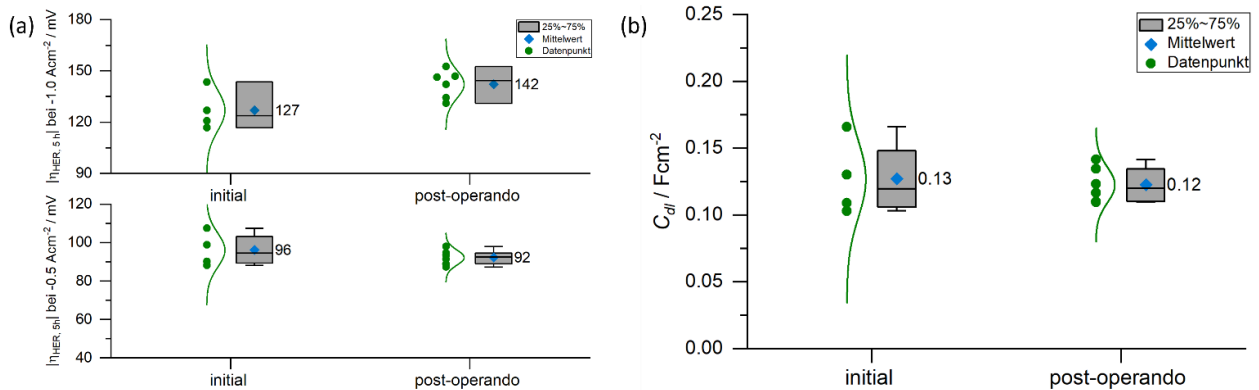 (a)
|η_HER, 5 h| bei -1.0 Acm⁻² / mV
180
150
120
90
127
142
initial
post-operando
25%~75%
Mittelwert
Datenpunkt
|η_HER, 5h| bei -0.5 Acm⁻² / mV
120
100
80
60
40
96
92
initial
post-operando
(b)
C_dl / Fcm⁻²
0.25
0.20
0.15
0.10
0.05
0.00
0.13
0.12
initial
post-operando
25%~75%
Mittelwert
Datenpunkt